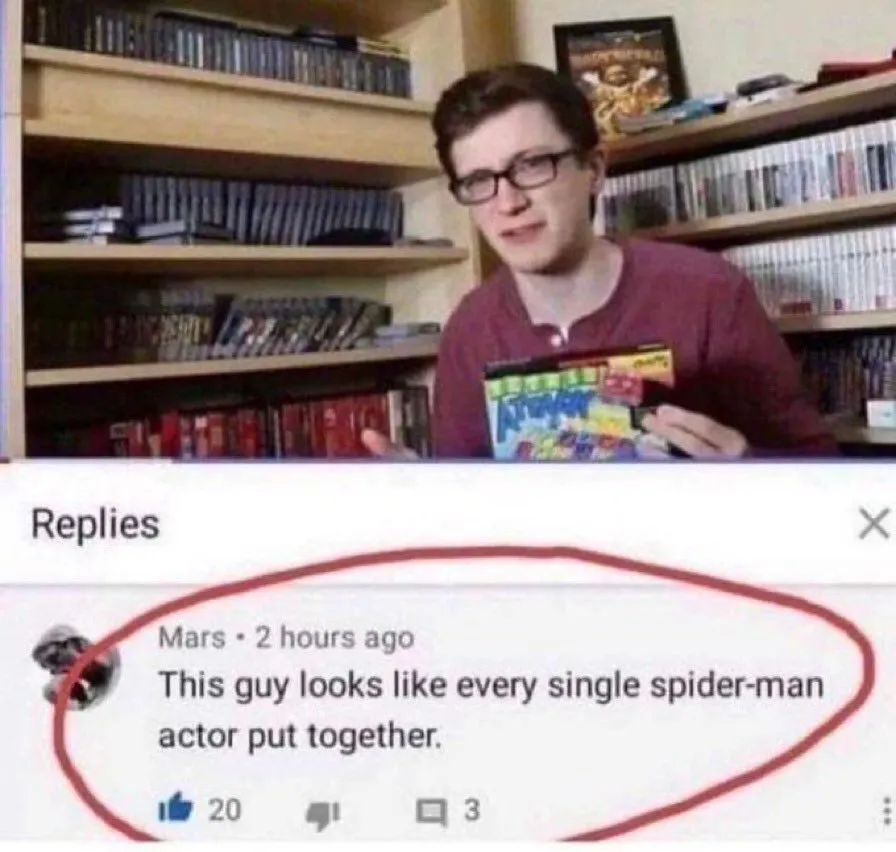 Replies
Mars • 2 hours ago
This guy looks like every single spider-man
actor put together.
20
3